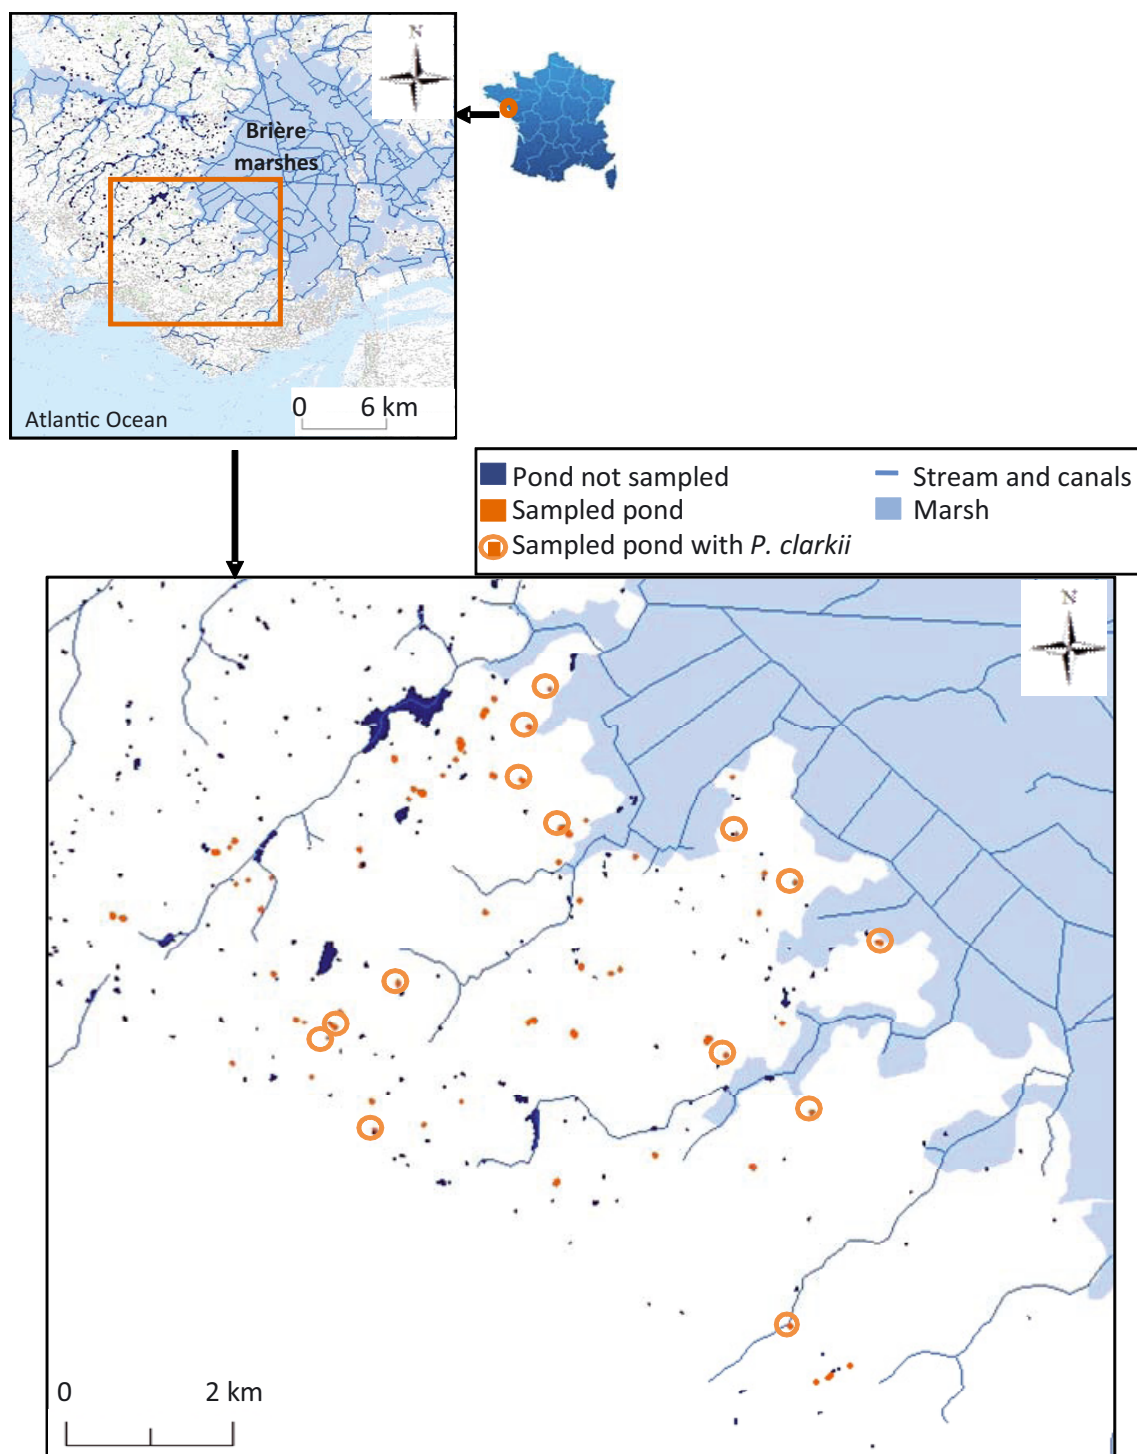 N
Brière
marshes
0 6 km
Atlantic Ocean
Pond not sampled
Sampled pond
Sampled pond with P. clarkii
Stream and canals
Marsh
N
0 2 km